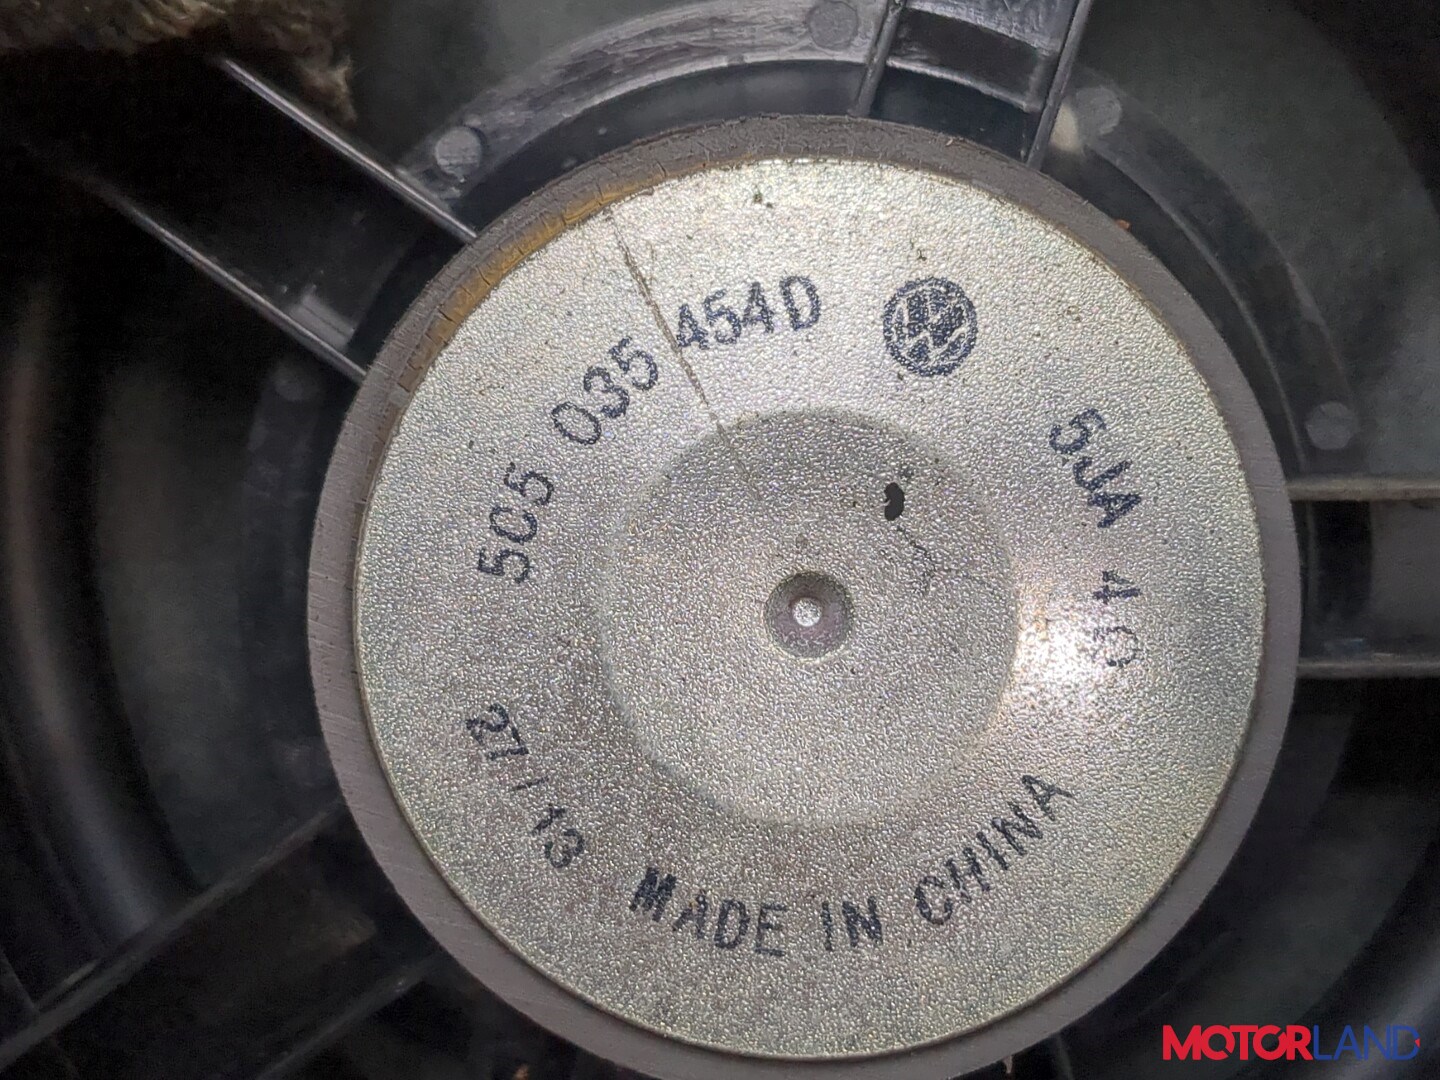 5C5 035 454D
5JA 4Ω
27/13 MADE IN CHINA
MOTORLAND